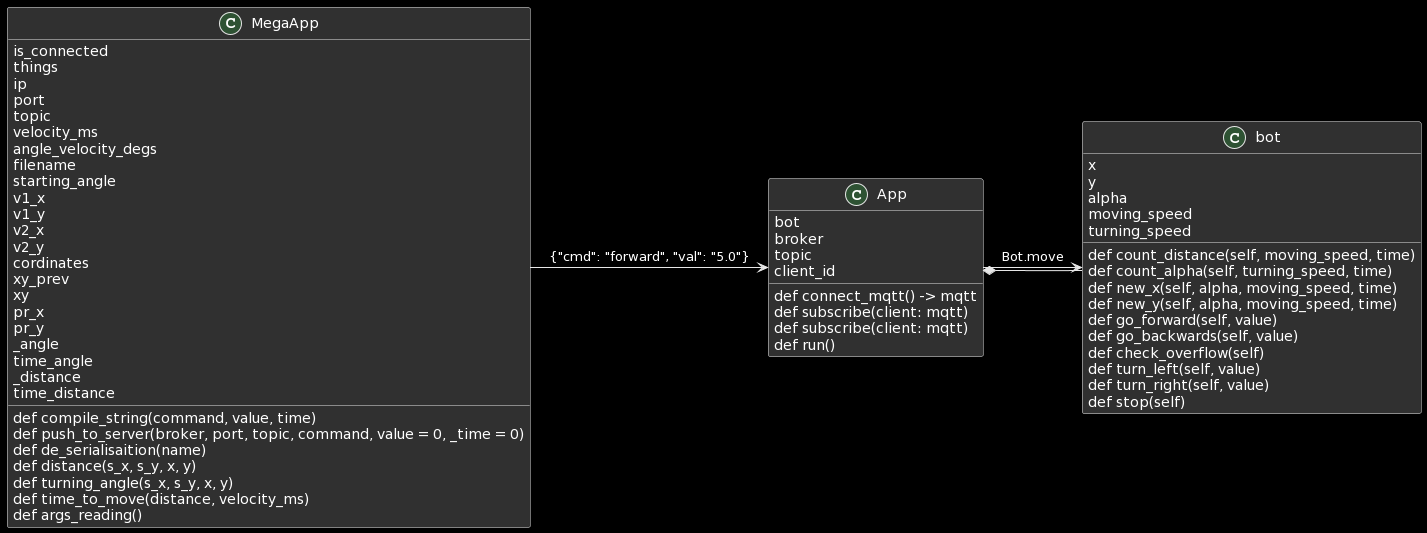 C MegaApp
is_connected
things
ip
port
topic
velocity_ms
angle_velocity_degs
filename
starting_angle
v1_x
v1_y
v2_x
v2_y
cordinates
xy_prev
xy
pr_x
pr_y
_angle
time_angle
_distance
time_distance
def compile_string(command, value, time)
def push_to_server(broker, port, topic, command, value = 0, _time = 0)
def de_serialisaition(name)
def distance(s_x, s_y, x, y)
def turning_angle(s_x, s_y, x, y)
def time_to_move(distance, velocity_ms)
def args_reading()
{"cmd": "forward", "val": "5.0"}
C App
bot
broker
topic
client_id
def connect_mqtt() -> mqtt
def subscribe(client: mqtt)
def subscribe(client: mqtt)
def run()
Bot.move
C bot
x
y
alpha
moving_speed
turning_speed
def count_distance(self, moving_speed, time)
def count_alpha(self, turning_speed, time)
def new_x(self, alpha, moving_speed, time)
def new_y(self, alpha, moving_speed, time)
def go_forward(self, value)
def go_backwards(self, value)
def check_overflow(self)
def turn_left(self, value)
def turn_right(self, value)
def stop(self)